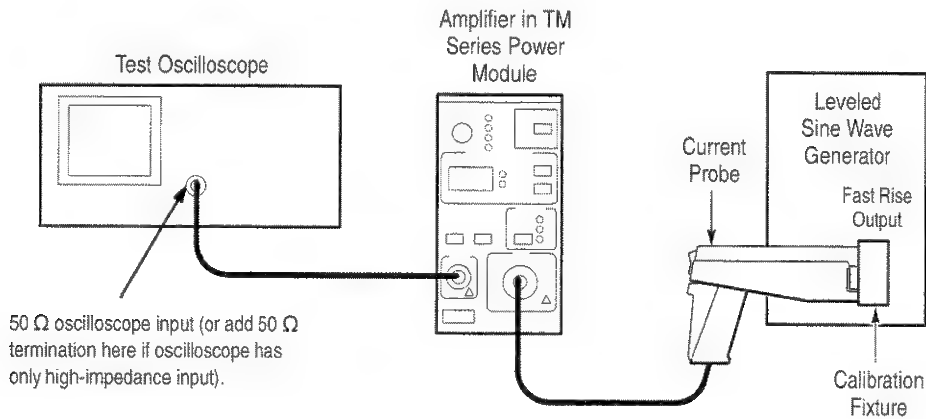 Amplifier in TM
Series Power
Module
Test Oscilloscope
Leveled
Sine Wave
Generator
Current
Probe
Fast Rise
Output
50 Ω oscilloscope input (or add 50 Ω
termination here if oscilloscope has
only high-impedance input).
Calibration
Fixture